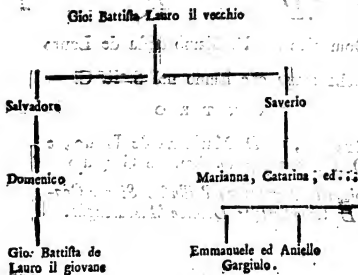 Gio: Battista Lauro il vecchio
Salvadore
Saverio
Domenico
Marianna, Catarina, ed...
Gio: Battista de
Lauro il giovane
Emmanuele ed Aniello
Gargiulo.